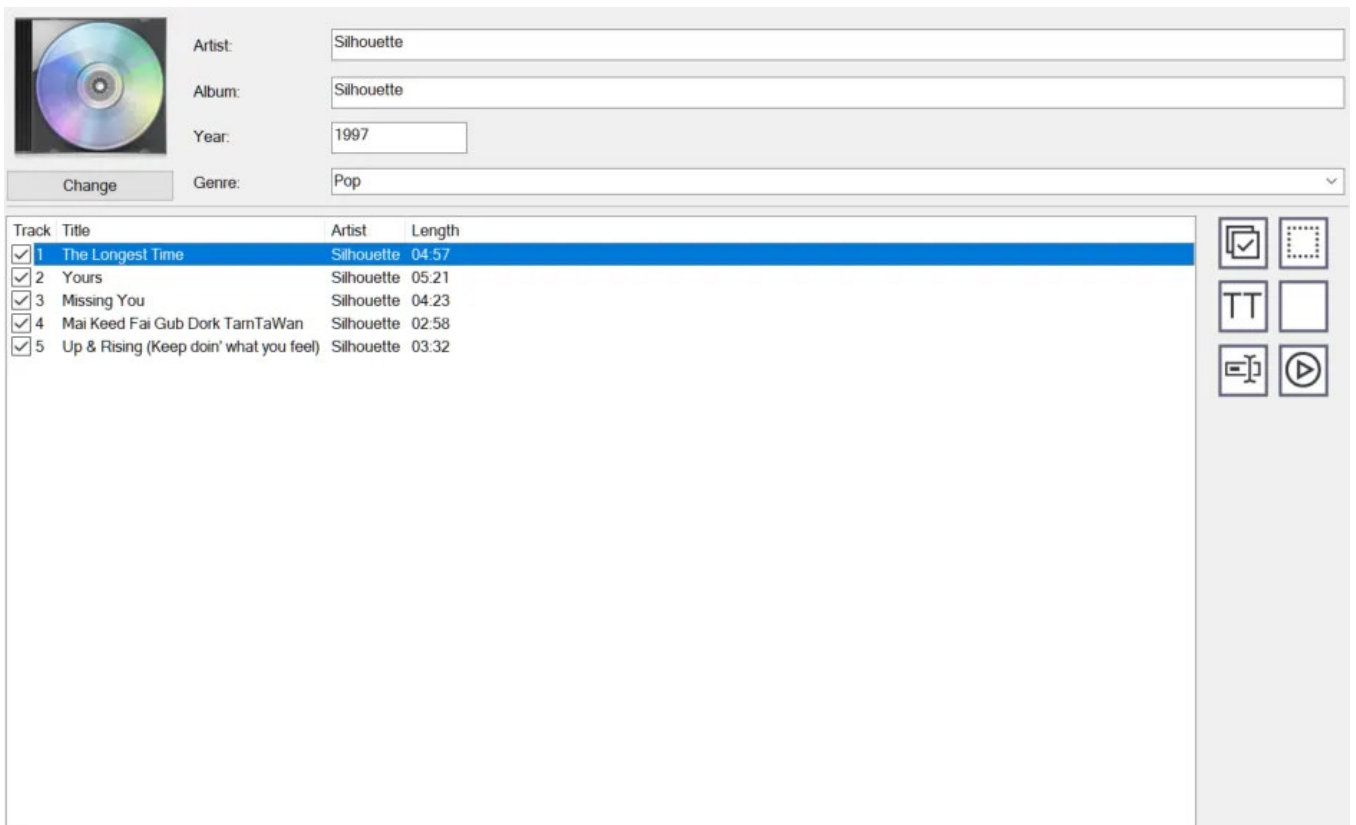 Artist: Silhouette
Album: Silhouette
Year: 1997
Change
Genre: Pop
Track Title Artist Length
1 The Longest Time Silhouette 04:57
2 Yours Silhouette 05:21
3 Missing You Silhouette 04:23
4 Mai Keed Fai Gub Dork TarnTaWan Silhouette 02:58
5 Up & Rising (Keep doin' what you feel) Silhouette 03:32
TT